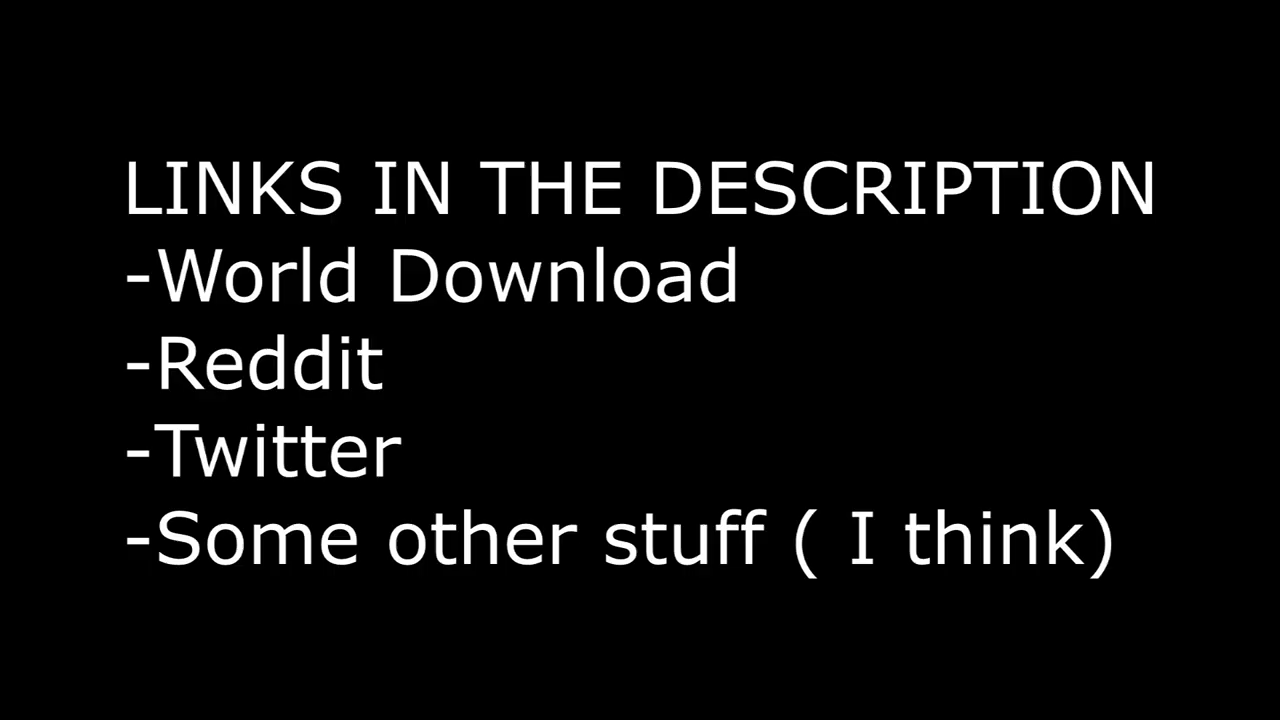 LINKS IN THE DESCRIPTION
-World Download
-Reddit
-Twitter
-Some other stuff ( I think)